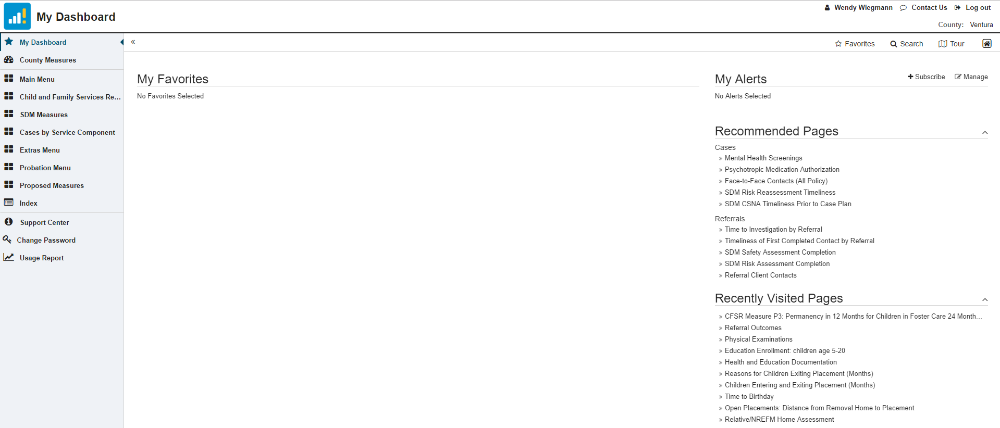 My Dashboard
Wendy Wiegmann Contact Us Log out
County: Ventura
My Dashboard
County Measures
Main Menu
Child and Family Services Re...
SDM Measures
Cases by Service Component
Extras Menu
Probation Menu
Proposed Measures
Index
Support Center
Change Password
Usage Report
«
Favorites Search Tour
My Favorites
No Favorites Selected
My Alerts
Subscribe Manage
No Alerts Selected
Recommended Pages
Cases
» Mental Health Screenings
» Psychotropic Medication Authorization
» Face-to-Face Contacts (All Policy)
» SDM Risk Reassessment Timeliness
» SDM CSNA Timeliness Prior to Case Plan
Referrals
» Time to Investigation by Referral
» Timeliness of First Completed Contact by Referral
» SDM Safety Assessment Completion
» SDM Risk Assessment Completion
» Referral Client Contacts
Recently Visited Pages
» CFSR Measure P3: Permanency in 12 Months for Children in Foster Care 24 Month...
» Referral Outcomes
» Physical Examinations
» Education Enrollment: children age 5-20
» Health and Education Documentation
» Reasons for Children Exiting Placement (Months)
» Children Entering and Exiting Placement (Months)
» Time to Birthday
» Open Placements: Distance from Removal Home to Placement
» Relative/NREFM Home Assessment